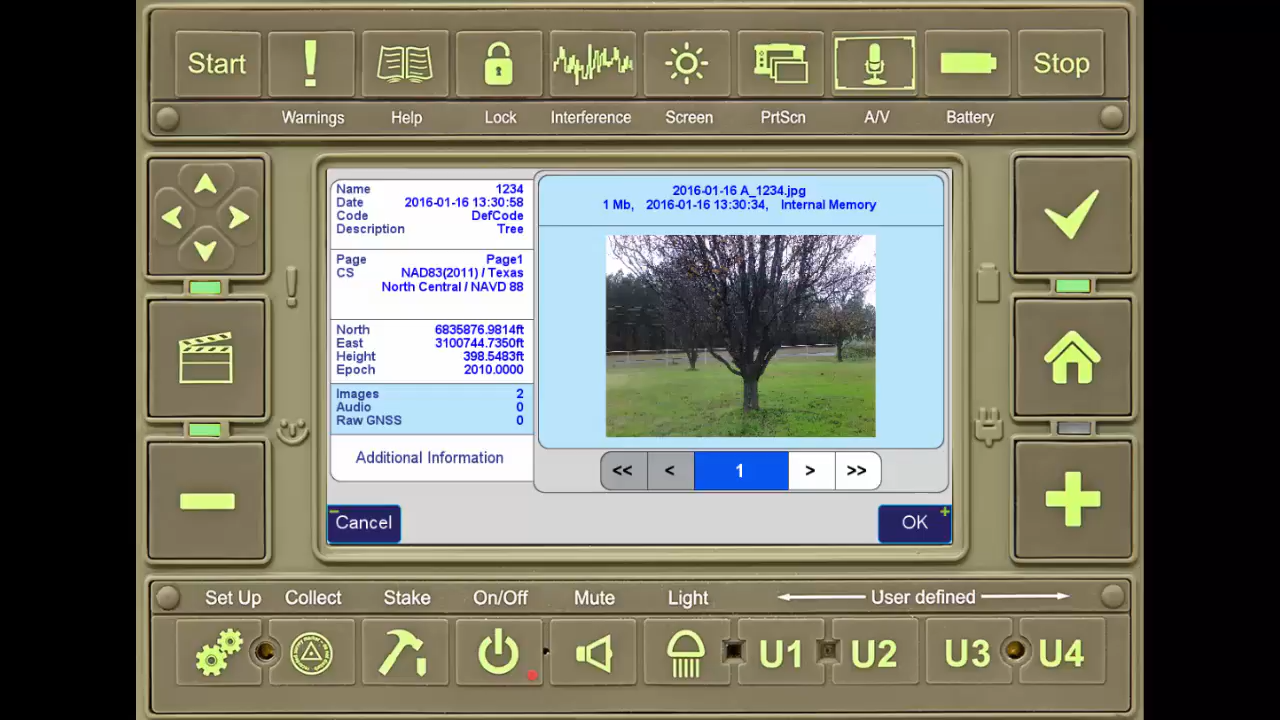 Start
Stop
Warnings
Help
Lock
Interference
Screen
PrtScn
A/V
Battery
Name 1234
Date 2016-01-16 13:30:58
Code DefCode
Description Tree
Page Page1
CS NAD83(2011) / Texas
North Central / NAVD 88
North 6835876.9814ft
East 3100744.7350ft
Height 398.5483ft
Epoch 2010.0000
Images 2
Audio 0
Raw GNSS 0
Additional Information
2016-01-16 A_1234.jpg
1 Mb, 2016-01-16 13:30:34, Internal Memory
<< < 1 > >>
Cancel
OK
Set Up
Collect
Stake
On/Off
Mute
Light
User defined
U1
U2
U3
U4